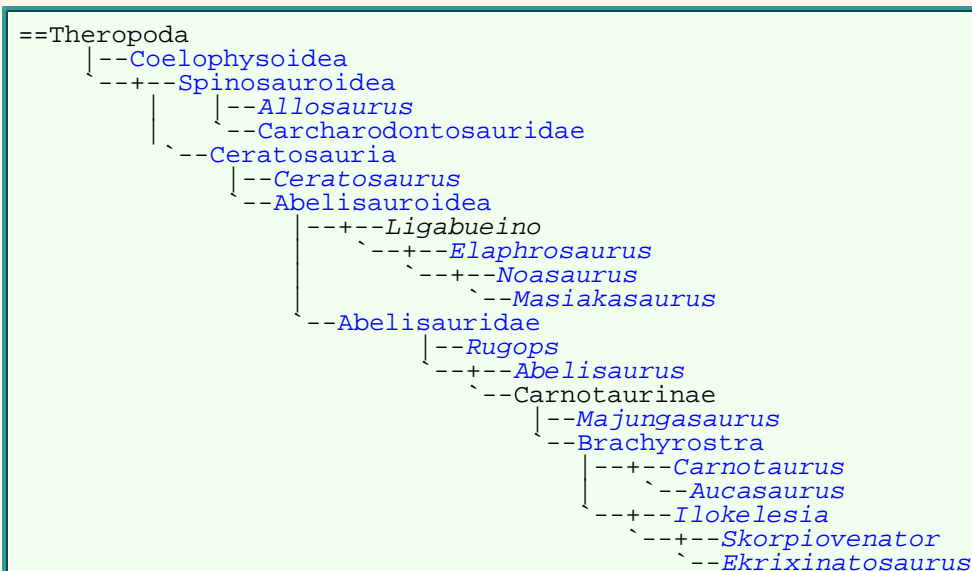 ==Theropoda
|--Coelophysoidea
`--+--Spinosauroidea
| |--Allosaurus
| `--Carcharodontosauridae
`--Ceratosauria
|--Ceratosaurus
`--Abelisauroidea
|--+--Ligabueino
| `--+--Elaphrosaurus
| `--+--Noasaurus
| `--Masiakasaurus
`--Abelisauridae
|--Rugops
`--+--Abelisaurus
`--Carnotaurinae
|--Majungasaurus
`--Brachyrostra
|--+--Carnotaurus
| `--Aucasaurus
`--+--Ilokelesia
`--+--Skorpiovenator
`--Ekrixinatosaurus